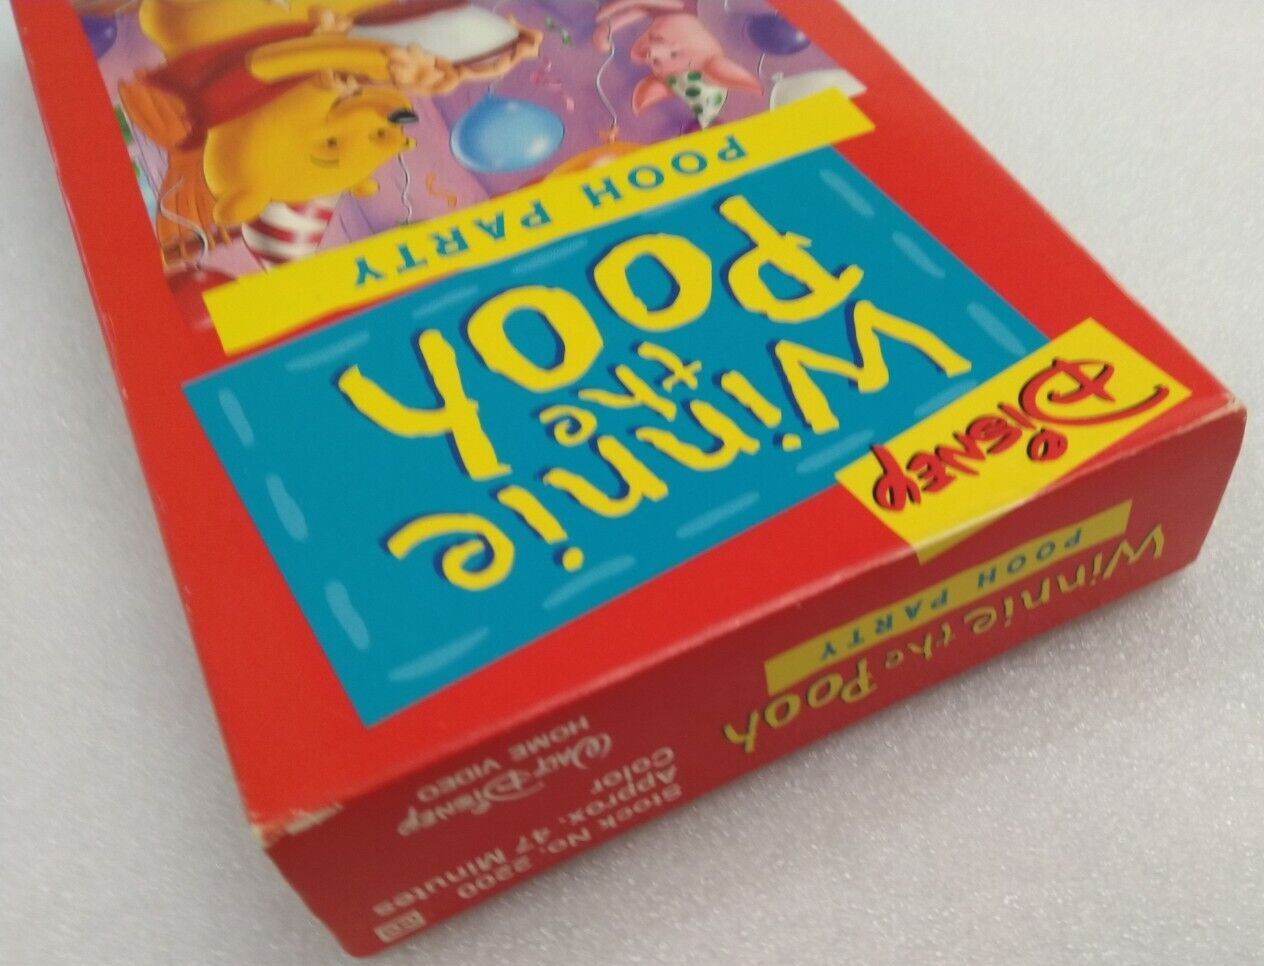 Disney
Winnie
the
Pooh
POOH PARTY
Winnie the Pooh
POOH PARTY
WALT DISNEY
HOME VIDEO
Color
Approx. 47 Minutes
Stock No. 2200